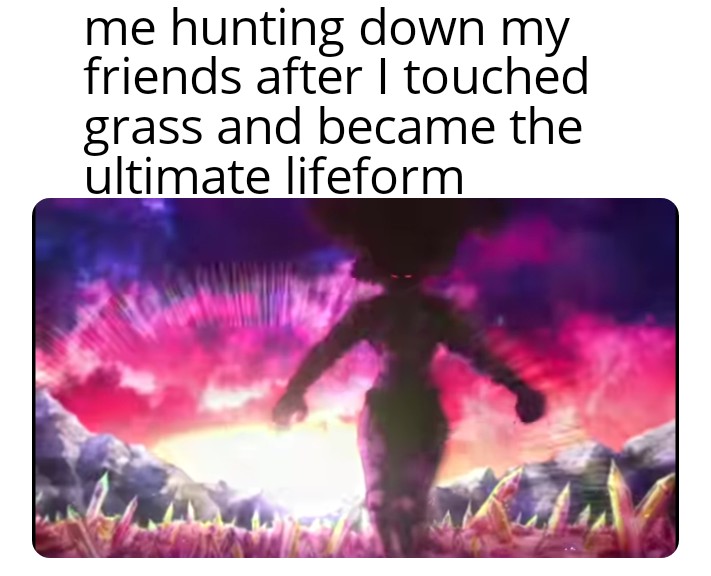 me hunting down my
friends after I touched
grass and became the
ultimate lifeform